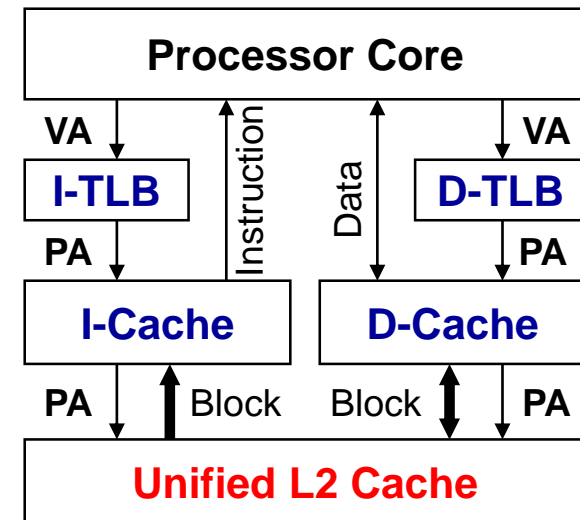 Processor Core
VA
VA
I-TLB
Instruction
Data
D-TLB
PA
PA
I-Cache
D-Cache
PA
Block
Block
PA
Unified L2 Cache